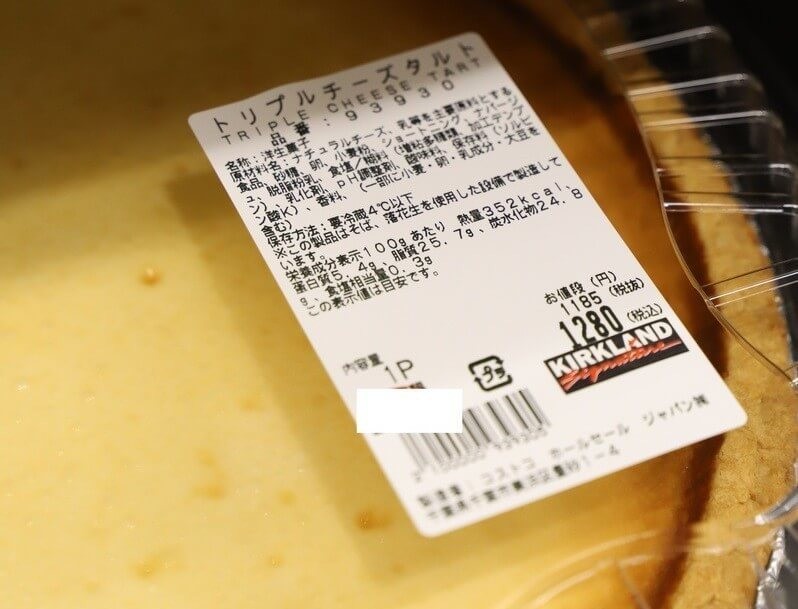 トリプルチーズタルト
TRIPLE CHEESE TART
品番:93930
名称:洋生菓子
原材料名:ナチュラルチーズ、乳等を主要原料とする
食品、砂糖、卵、小麦粉、ショートニング、
脱脂粉乳、食塩/糊料(増粘多糖類、加工デンプ
ン)、乳化剤、pH調整剤、酸味料、保存料(ソルビ
ン酸K)、香料、(一部に小麦・卵・乳成分・大豆を
含む)
保存方法:要冷蔵4℃以下
※この製品はそば、落花生を使用した設備で製造して
います。
栄養成分表示100gあたり 熱量352kcal、
蛋白質5.4g、脂質25.7g、炭水化物24.8
g、食塩相当量0.3g
この表示値は目安です。
お値段(円)
1185(税抜)
1280(税込)
KIRKLAND
Signature
内容量
1P
プラ
製造者:コストコ ホールセール ジャパン㈱
千葉県千葉市美浜区豊砂1-4